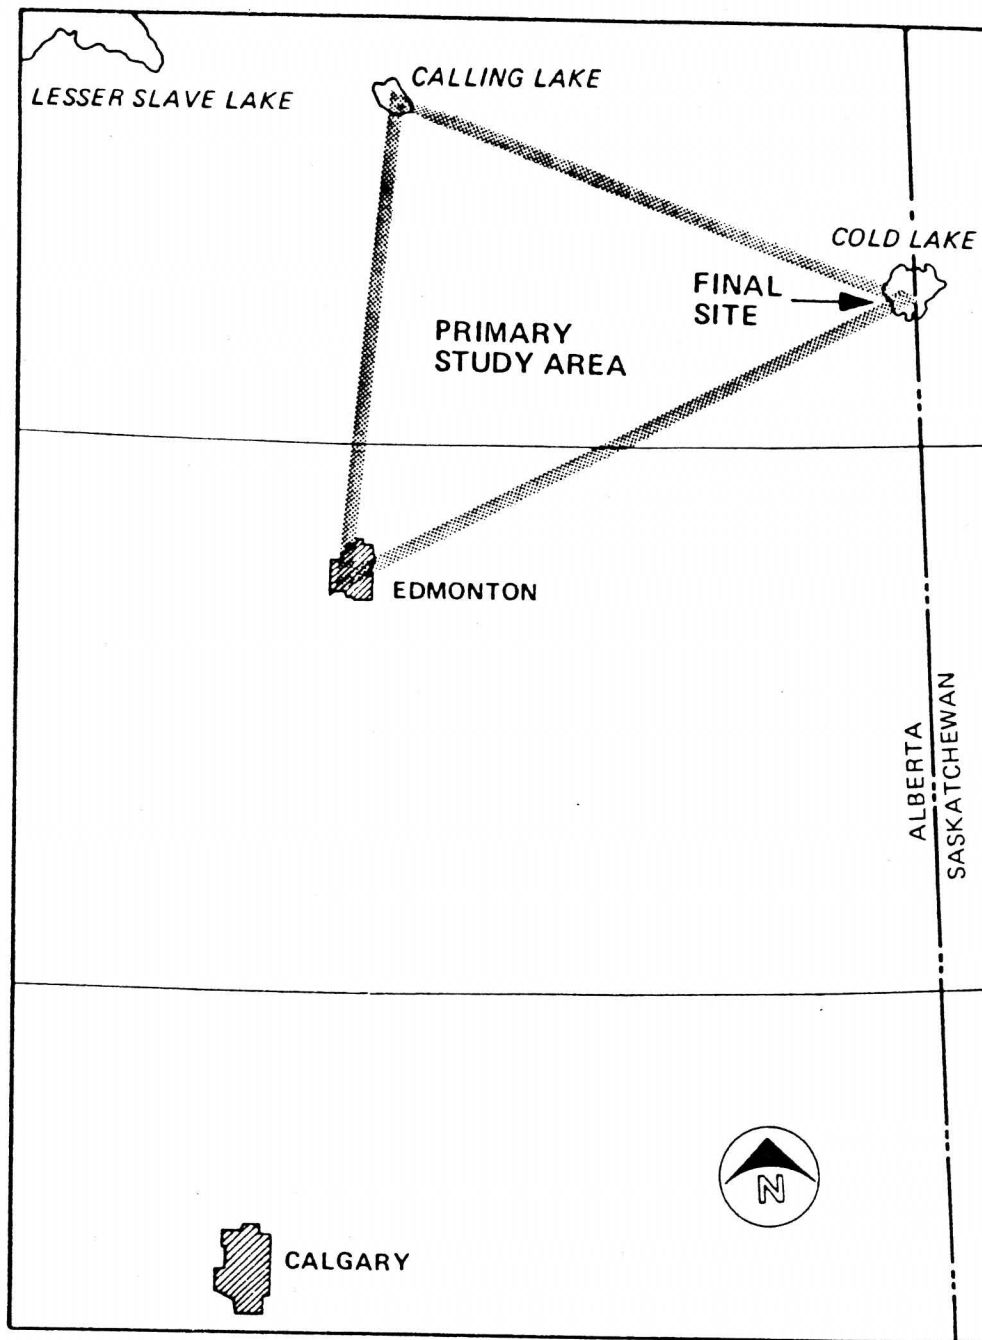 CALLING LAKE
LESSER SLAVE LAKE
COLD LAKE
FINAL
SITE
PRIMARY
STUDY AREA
EDMONTON
ALBERTA
SASKATCHEWAN
N
CALGARY